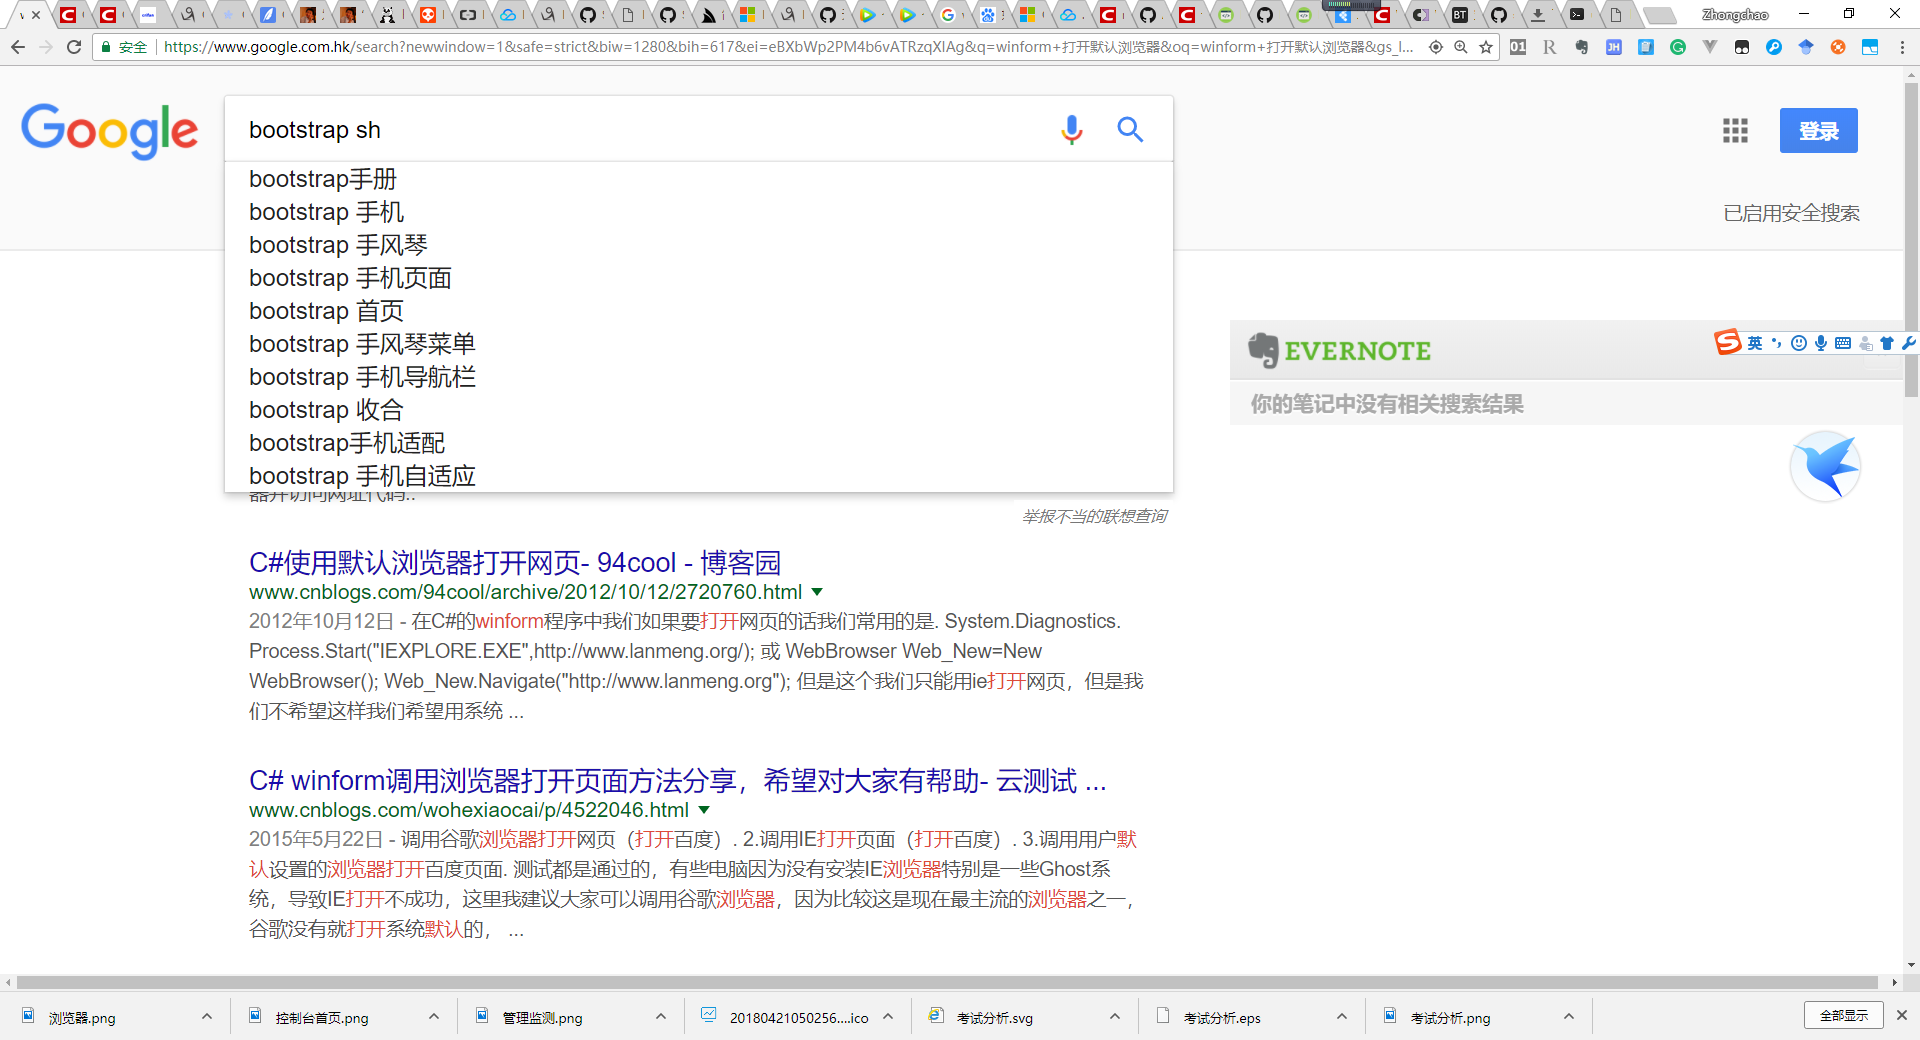 Zhongchao
安全 https://www.google.com.hk/search?newwindow=1&safe=strict&biw=1280&bih=617&ei=eBXbWp2PM4b6vATRzqXIAg&q=winform+打开默认浏览器&oq=winform+打开默认浏览器&gs_l...
Google
bootstrap sh
登录
bootstrap手册
bootstrap 手机
已启用安全搜索
bootstrap 手风琴
bootstrap 手机页面
bootstrap 首页
bootstrap 手风琴菜单
EVERNOTE
英
bootstrap 手机导航栏
bootstrap 收合
你的笔记中没有相关搜索结果
bootstrap手机适配
bootstrap 手机自适应
器并访问网址代码..
举报不当的联想查询
C#使用默认浏览器打开网页- 94cool - 博客园
www.cnblogs.com/94cool/archive/2012/10/12/2720760.html
2012年10月12日 - 在C#的winform程序中我们如果要打开网页的话我们常用的是. System.Diagnostics.
Process.Start("IEXPLORE.EXE",http://www.lanmeng.org/); 或 WebBrowser Web_New=New
WebBrowser(); Web_New.Navigate("http://www.lanmeng.org"); 但是这个我们只能用ie打开网页，但是我
们不希望这样我们希望用系统 ...
C# winform调用浏览器打开页面方法分享，希望对大家有帮助- 云测试 ...
www.cnblogs.com/wohexiaocai/p/4522046.html
2015年5月22日 - 调用谷歌浏览器打开网页（打开百度）. 2.调用IE打开页面（打开百度）. 3.调用用户默
认设置的浏览器打开百度页面. 测试都是通过的，有些电脑因为没有安装IE浏览器特别是一些Ghost系
统，导致IE打开不成功，这里我建议大家可以调用谷歌浏览器，因为比较这是现在最主流的浏览器之一，
谷歌没有就打开系统默认的， ...
浏览器.png
控制台首页.png
管理监测.png
20180421050256....ico
考试分析.svg
考试分析.eps
考试分析.png
全部显示